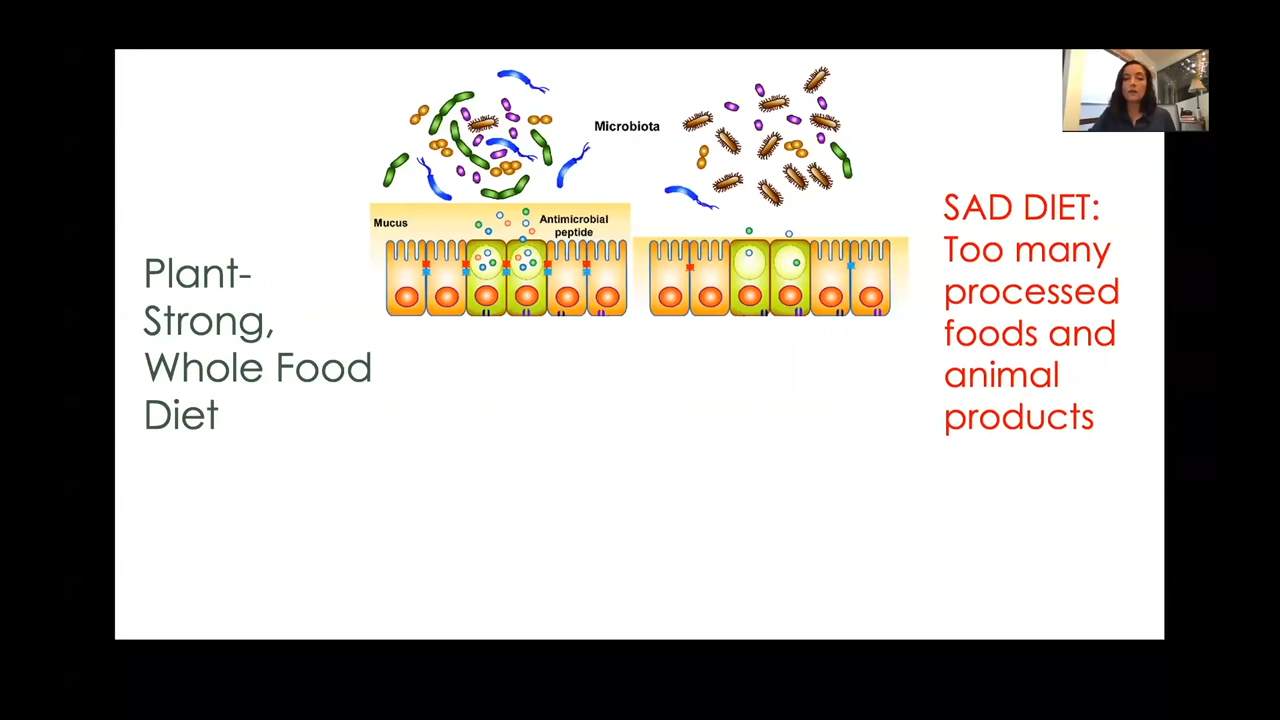 Microbiota
Mucus
Antimicrobial
peptide
Plant-
Strong,
Whole Food
Diet
SAD DIET:
Too many
processed
foods and
animal
products